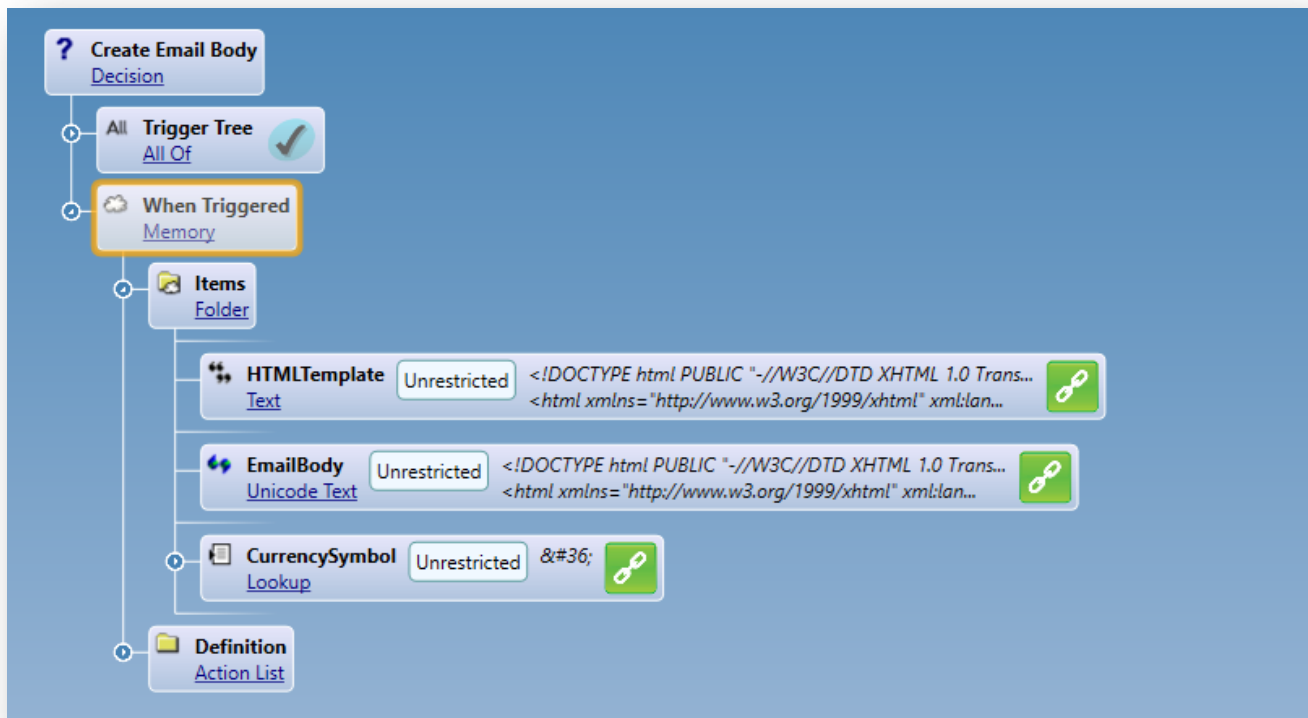 ? Create Email Body
Decision
All Trigger Tree
All Of
When Triggered
Memory
Items
Folder
HTMLTemplate Unrestricted <!DOCTYPE html PUBLIC "-//W3C//DTD XHTML 1.0 Trans...
Text <html xmlns="http://www.w3.org/1999/xhtml" xml:lan...
EmailBody Unrestricted <!DOCTYPE html PUBLIC "-//W3C//DTD XHTML 1.0 Trans...
Unicode Text <html xmlns="http://www.w3.org/1999/xhtml" xml:lan...
CurrencySymbol Unrestricted &#36;
Lookup
Definition
Action List